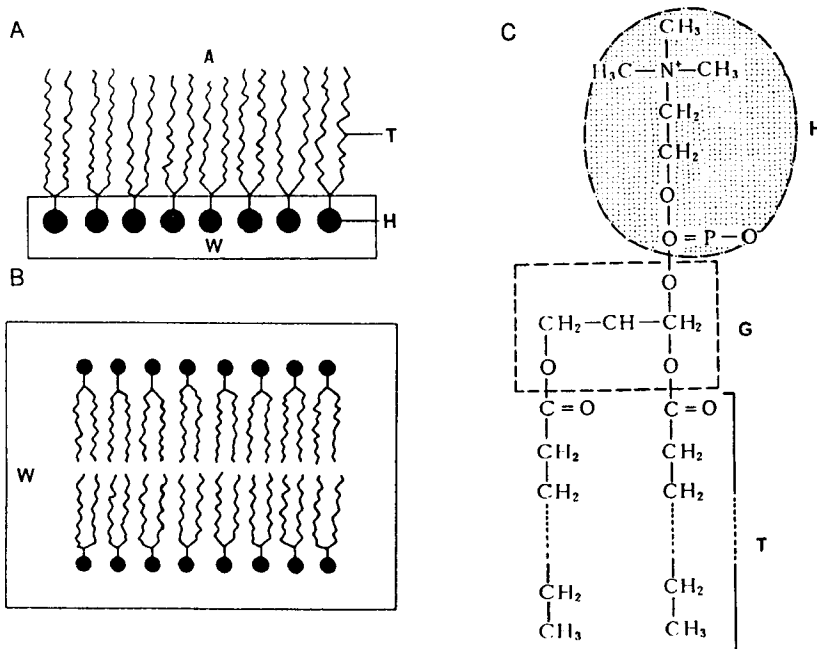 A
A
T
H
W
B
W
C
CH₃
H₃C—N⁺—CH₃
CH₂
CH₂
O
O=P—O
H
O
CH₂—CH—CH₂
G
O O
C=O C=O
CH₂ CH₂
CH₂ CH₂
T
CH₂ CH₂
CH₃ CH₃